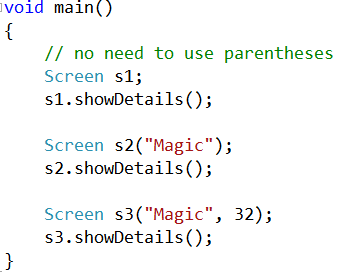 void main()
{
    // no need to use parentheses
    Screen s1;
    s1.showDetails();

    Screen s2("Magic");
    s2.showDetails();

    Screen s3("Magic", 32);
    s3.showDetails();
}